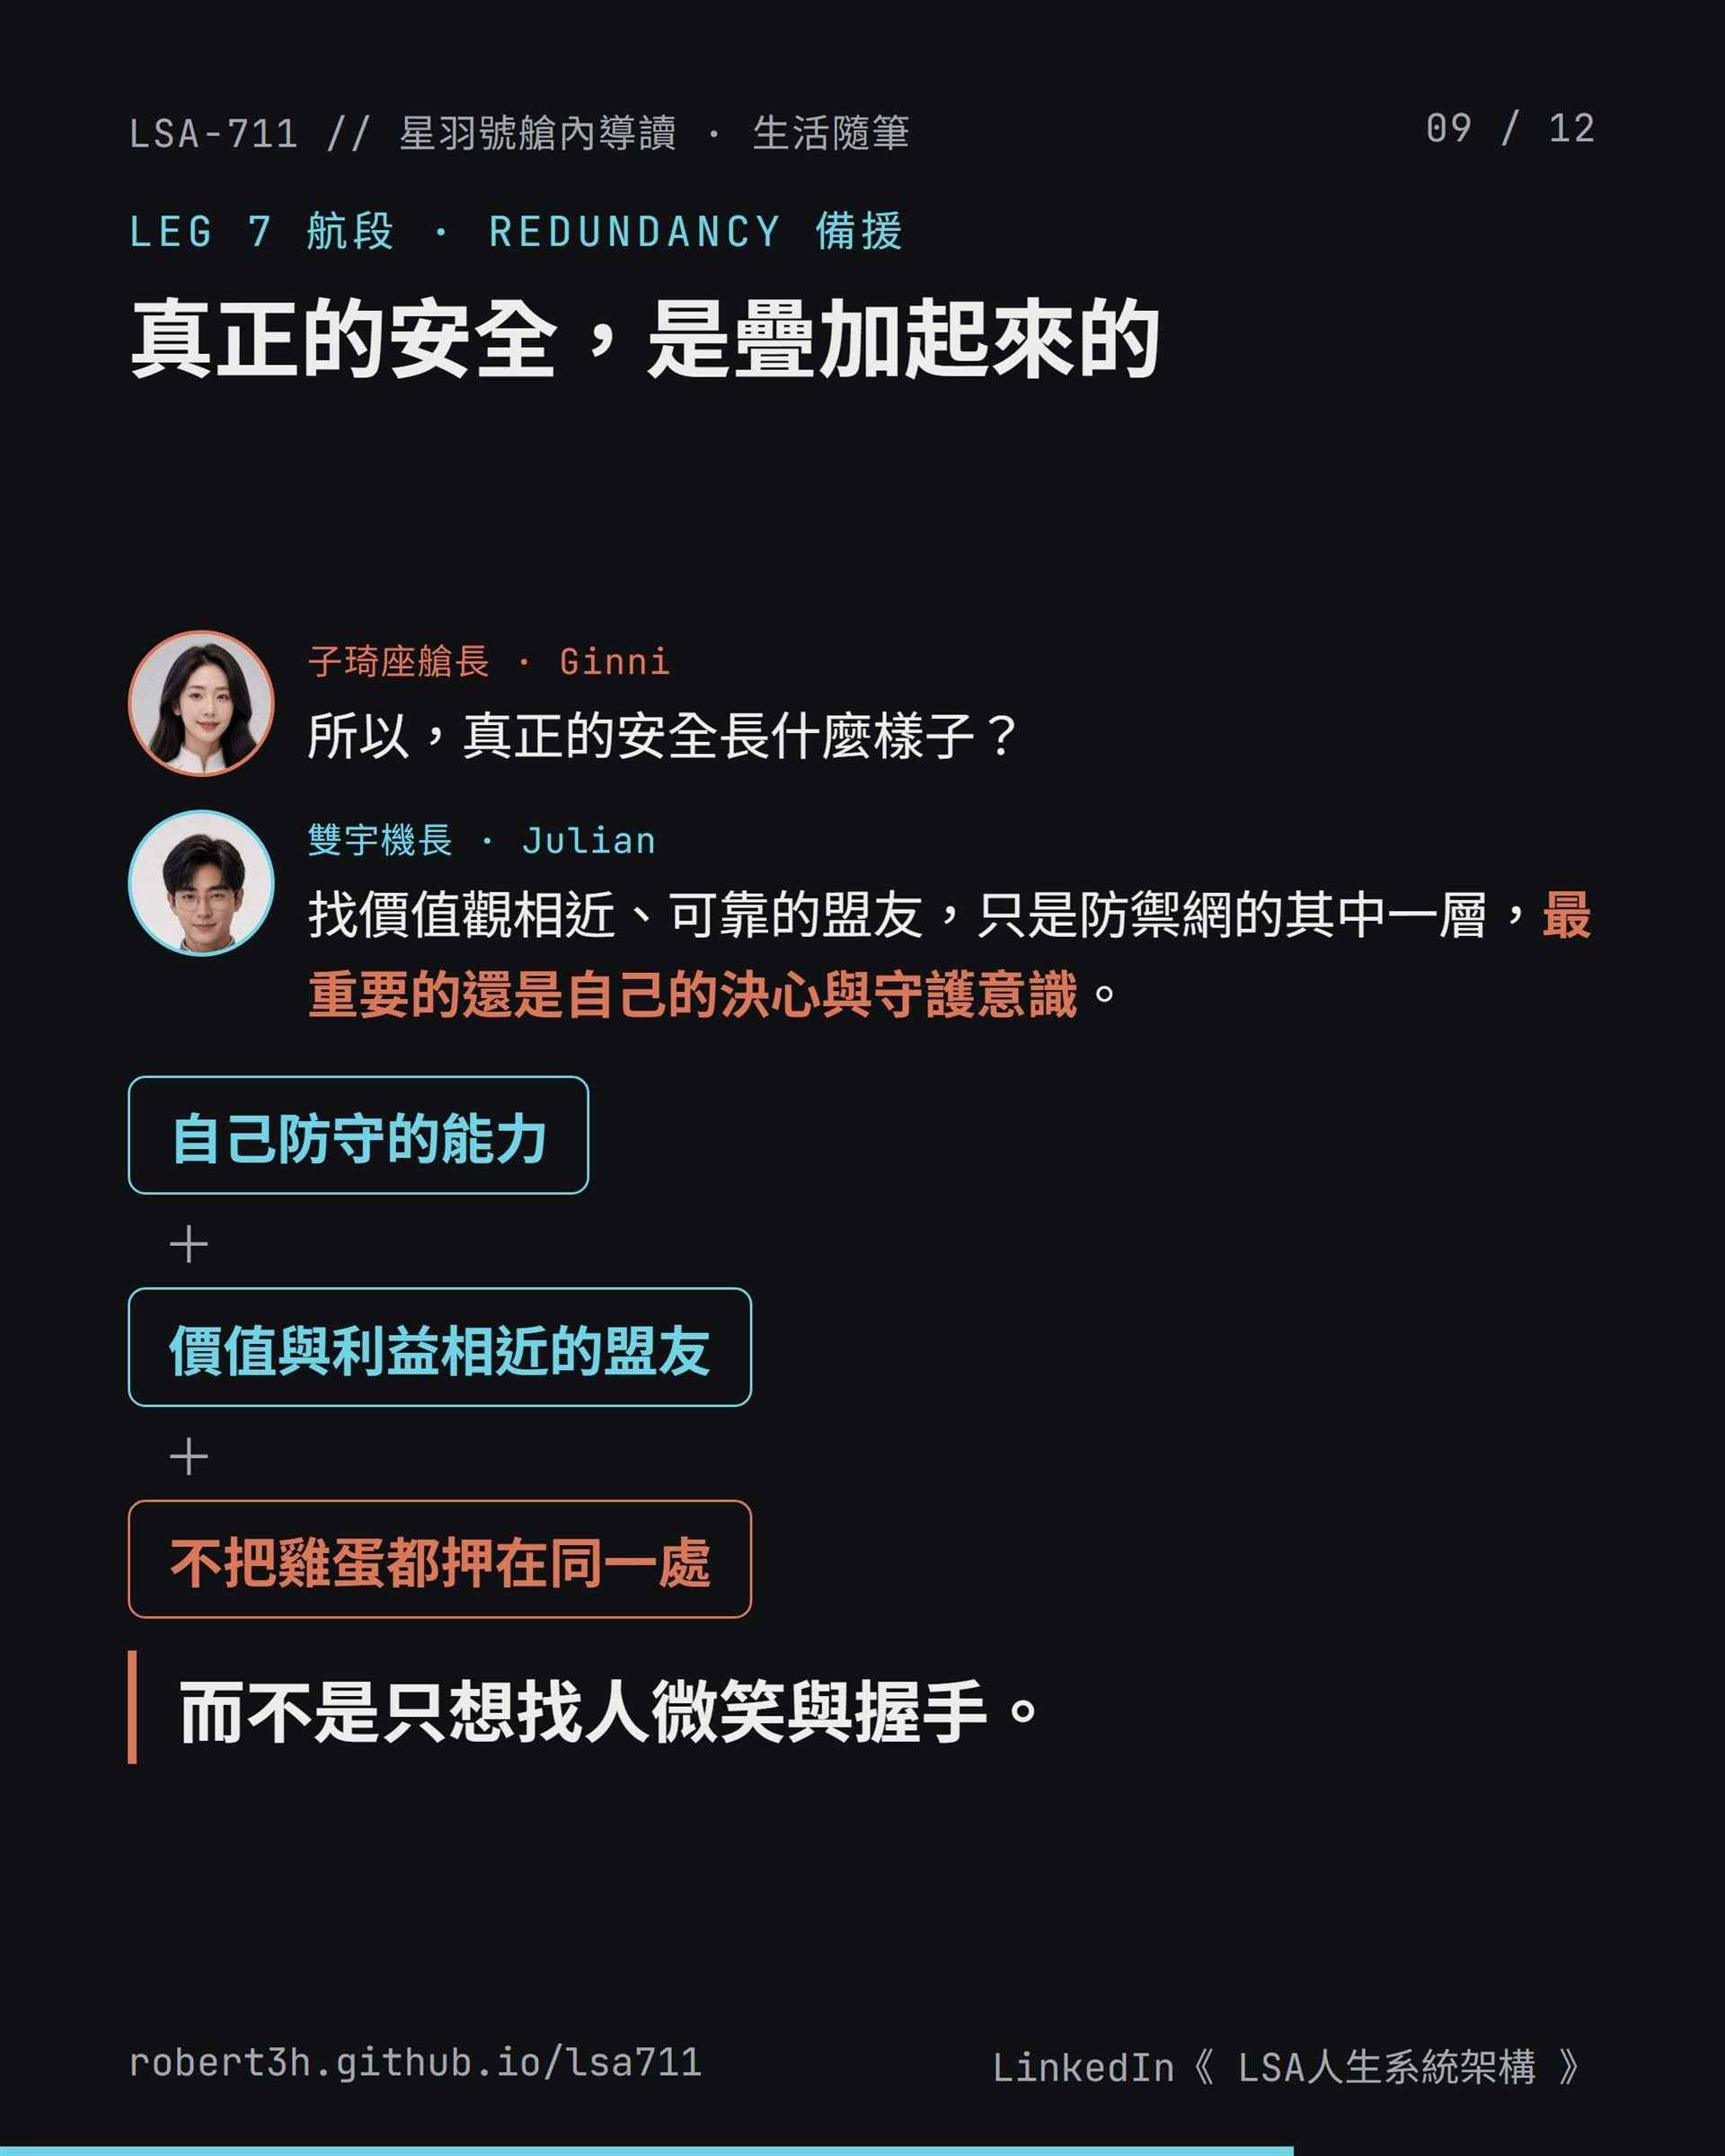 LSA-711 // 星羽號艙內導讀 · 生活隨筆
09 / 12
LEG 7 航段 · REDUNDANCY 備援
真正的安全，是疊加起來的
子琦座艙長 · Ginni
所以，真正的安全長什麼樣子？
雙宇機長 · Julian
找價值觀相近、可靠的盟友，只是防禦網的其中一層，最
重要的還是自己的決心與守護意識。
自己防守的能力
＋
價值與利益相近的盟友
＋
不把雞蛋都押在同一處
而不是只想找人微笑與握手。
robert3h.github.io/lsa711
LinkedIn《 LSA人生系統架構 》